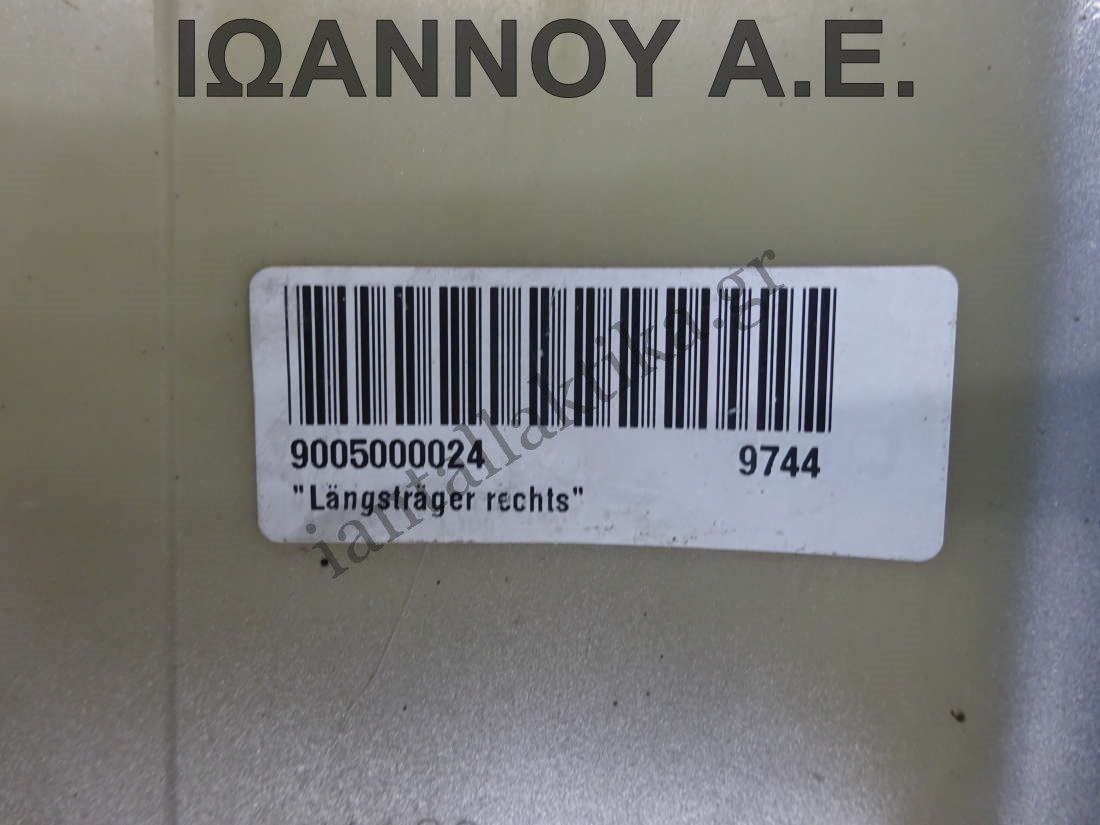 ΙΩΑΝΝΟΥ Α.Ε.
9005000024 9744
"Längsträger rechts"
iantallaktika.gr